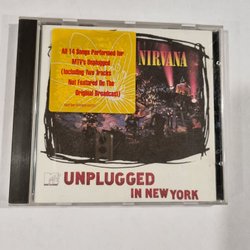 All 14 Songs Performed for
MTV's Unplugged
(Including Two Tracks
Not Featured On The
Original Broadcast)
NIRVANA
UNPLUGGED
IN NEW YORK